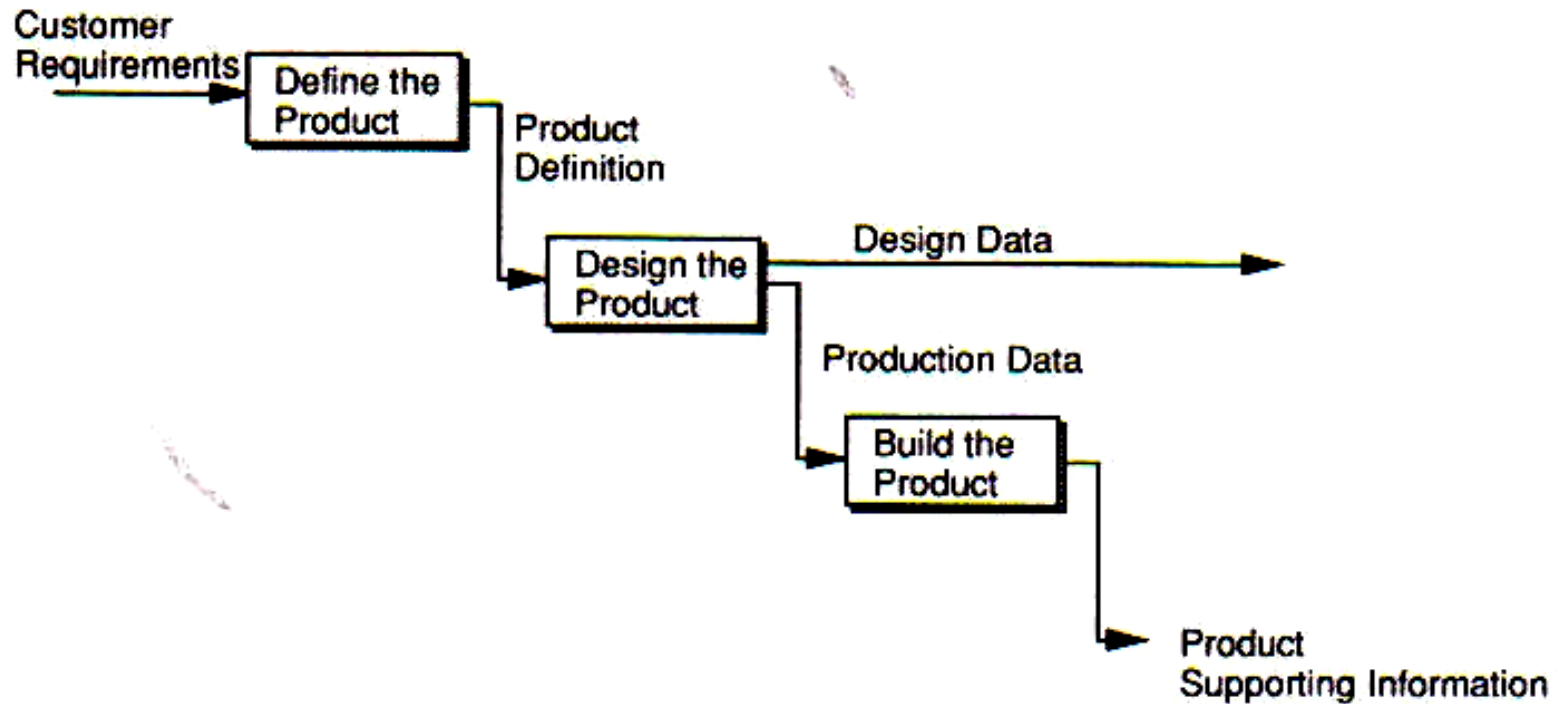 Customer
Requirements
Define the
Product
Product
Definition
Design the
Product
Design Data
Production Data
Build the
Product
Product
Supporting Information